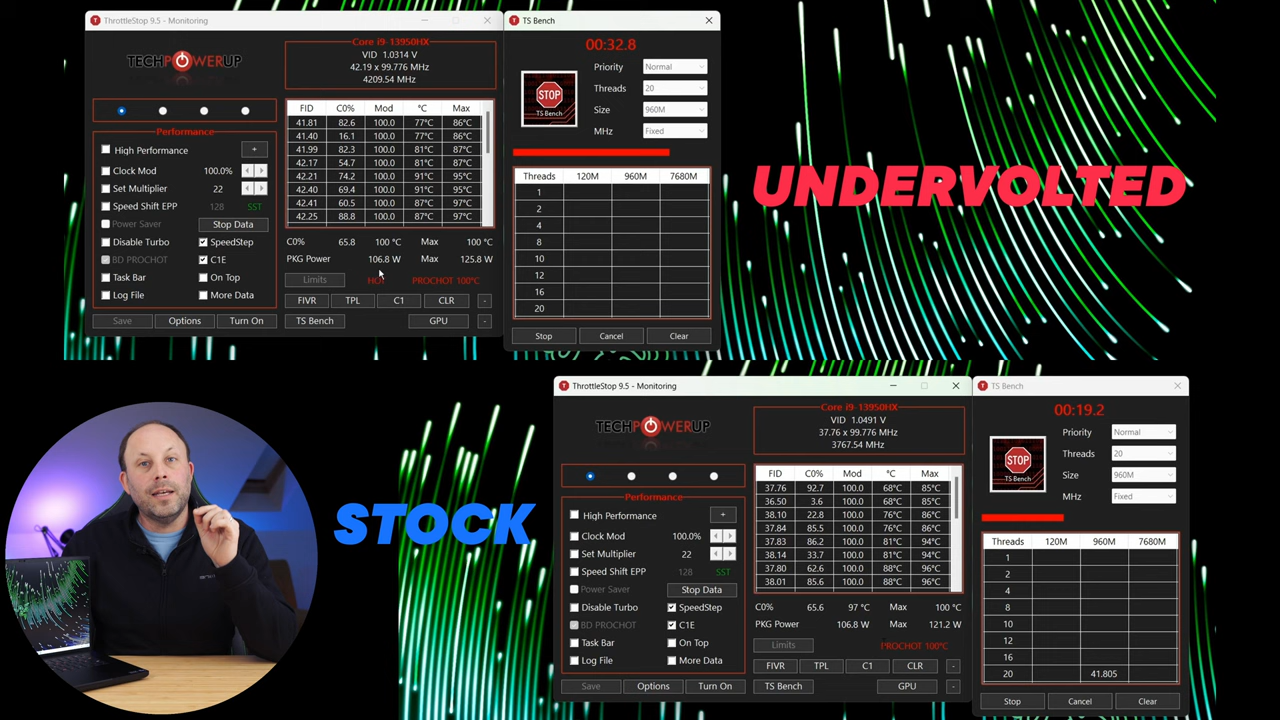 ThrottleStop 9.5 - Monitoring
TECHPOWERUP
Core i9-13950HX
VID 1.0314 V
42.19 x 99.776 MHz
4209.54 MHz
Performance
High Performance +
Clock Mod 100.0%
Set Multiplier 22
Speed Shift EPP 128 SST
Power Saver Stop Data
Disable Turbo SpeedStep
BD PROCHOT C1E
Task Bar On Top
Log File More Data
Save Options Turn On
FID C0% Mod °C Max
41.81 82.6 100.0 77°C 86°C
41.40 16.1 100.0 77°C 86°C
41.99 82.3 100.0 81°C 87°C
42.17 54.7 100.0 81°C 87°C
42.21 74.2 100.0 91°C 95°C
42.40 69.4 100.0 91°C 95°C
42.41 60.5 100.0 87°C 97°C
42.25 88.8 100.0 87°C 97°C
C0% 65.8 100 °C Max 100 °C
PKG Power 106.8 W Max 125.8 W
Limits HOT PROCHOT 100°C
FIVR TPL C1 CLR -
TS Bench GPU -
TS Bench
00:32.8
Priority Normal
Threads 20
Size 960M
MHz Fixed
STOP
TS Bench
Threads 120M 960M 7680M
1
2
4
8
10
12
16
20
Stop Cancel Clear
UNDERVOLTED
STOCK
ThrottleStop 9.5 - Monitoring
TECHPOWERUP
Core i9-13950HX
VID 1.0491 V
37.76 x 99.776 MHz
3767.54 MHz
Performance
High Performance +
Clock Mod 100.0%
Set Multiplier 22
Speed Shift EPP 128 SST
Power Saver Stop Data
Disable Turbo SpeedStep
BD PROCHOT C1E
Task Bar On Top
Log File More Data
Save Options Turn On
FID C0% Mod °C Max
37.76 92.7 100.0 68°C 85°C
36.50 3.6 100.0 68°C 85°C
38.10 22.8 100.0 76°C 86°C
37.84 85.5 100.0 76°C 86°C
37.83 86.2 100.0 81°C 94°C
38.14 33.7 100.0 81°C 94°C
37.80 62.6 100.0 88°C 96°C
38.01 85.6 100.0 88°C 96°C
C0% 65.6 97 °C Max 100 °C
PKG Power 106.8 W Max 121.2 W
Limits PROCHOT 100°C
FIVR TPL C1 CLR -
TS Bench GPU -
TS Bench
00:19.2
Priority Normal
Threads 20
Size 960M
MHz Fixed
STOP
TS Bench
Threads 120M 960M 7680M
1
2
4
8
10
12
16
20 41.805
Stop Cancel Clear